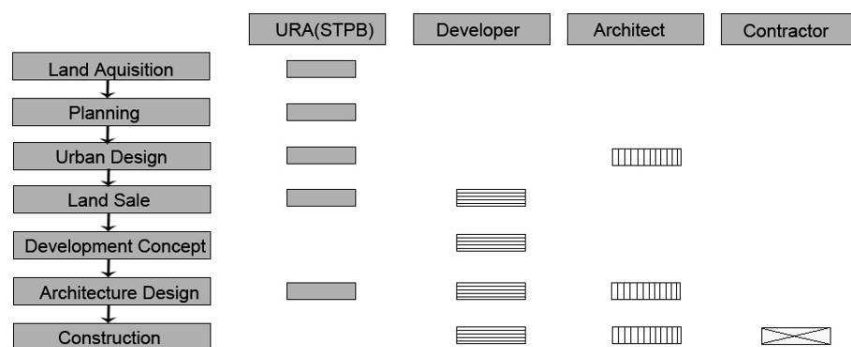 URA(STPB) Developer Architect Contractor
Land Aquisition
Planning
Urban Design
Land Sale
Development Concept
Architecture Design
Construction